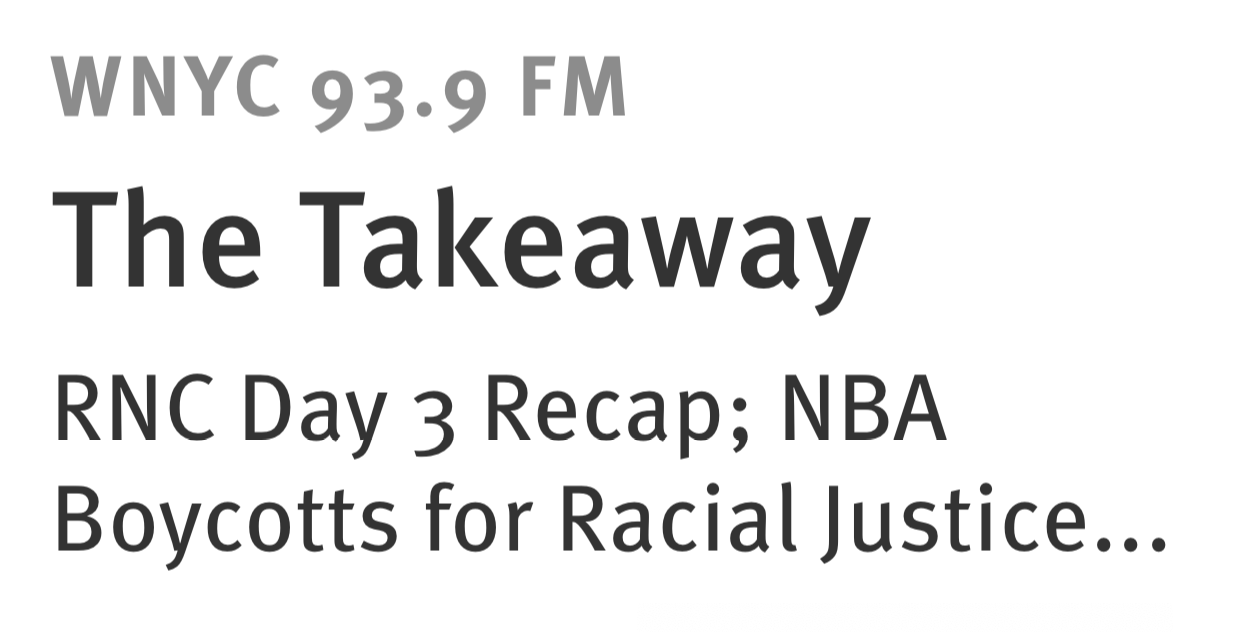 WNYC 93.9 FM
The Takeaway
RNC Day 3 Recap; NBA
Boycotts for Racial Justice...